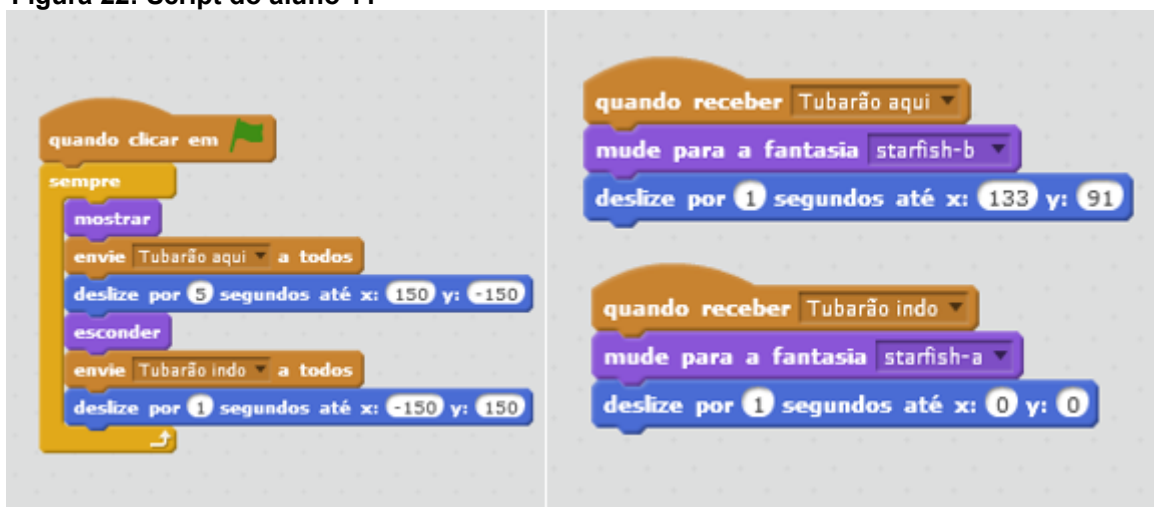 Figura 22: Script do aluno 11
quando clicar em
sempre
mostrar
envie Tubarão aqui a todos
deslize por 5 segundos até x: 150 y: -150
esconder
envie Tubarão indo a todos
deslize por 1 segundos até x: -150 y: 150
quando receber Tubarão aqui
mude para a fantasia starfish-b
deslize por 1 segundos até x: 133 y: 91
quando receber Tubarão indo
mude para a fantasia starfish-a
deslize por 1 segundos até x: 0 y: 0